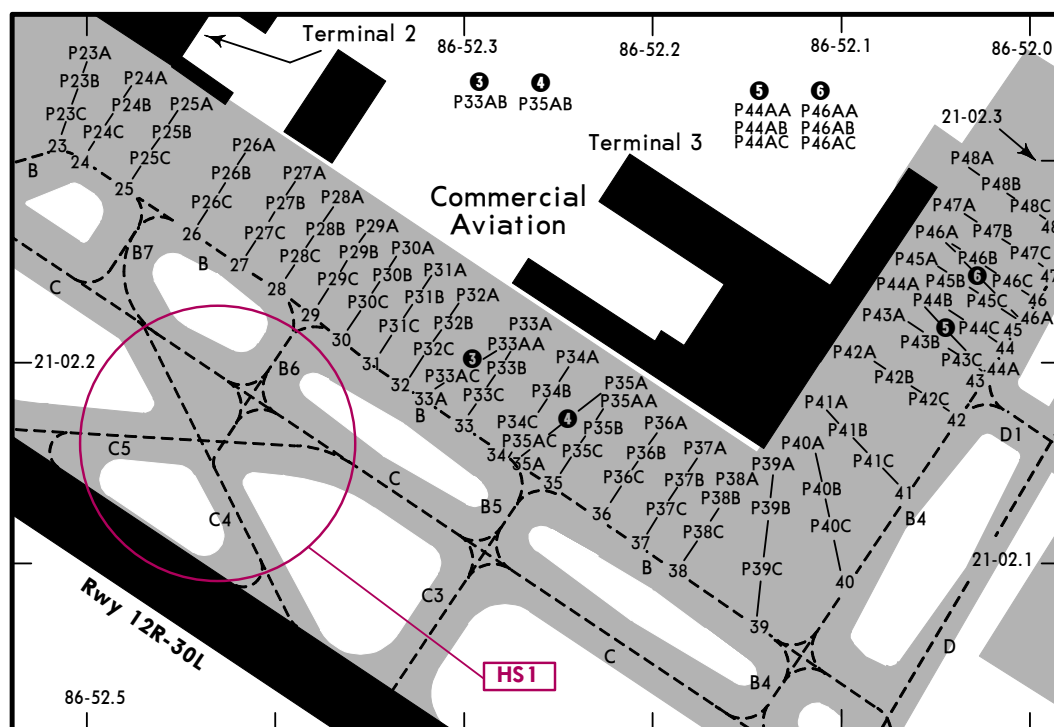 Terminal 2
86-52.3
86-52.2
86-52.1
86-52.0
P23A
P23B
P23C
23
P24A
P24B
P24C
24
P25A
P25B
P25C
25
3
P33AB
4
P35AB
5
P44AA
P44AB
P44AC
6
P46AA
P46AB
P46AC
21-02.3
Terminal 3
Commercial
Aviation
P26A
P26B
P26C
26
P27A
P27B
P27C
27
P28A
P28B
P28C
28
P29A
P29B
P29C
29
P30A
P30B
P30C
30
P31A
P31B
P31C
31
P32A
P32B
P32C
32
P33A
P33AA
3
P33AC
33A
P33B
P33C
33
P34A
P34B
P34C
34
P35A
P35AA
4
P35AC
35A
P35B
P35C
35
P36A
P36B
P36C
36
P37A
P37B
P37C
37
P38A
P38B
P38C
38
P39A
P39B
P39C
39
P40A
P40B
P40C
40
P41A
P41B
P41C
41
P42A
P42B
P42C
42
P43A
P43B
P43C
43
P44A
P44B
5
P44C
44
44A
P45A
P45B
P45C
45
P46A
P46B
6
P46C
46
46A
P47A
P47B
P47C
47
P48A
P48B
P48C
48
B
B
B
B
B7
B6
B5
B4
B4
C
C
C
C5
C4
C3
D1
D
21-02.2
21-02.1
Rwy 12R-30L
HS1
86-52.5